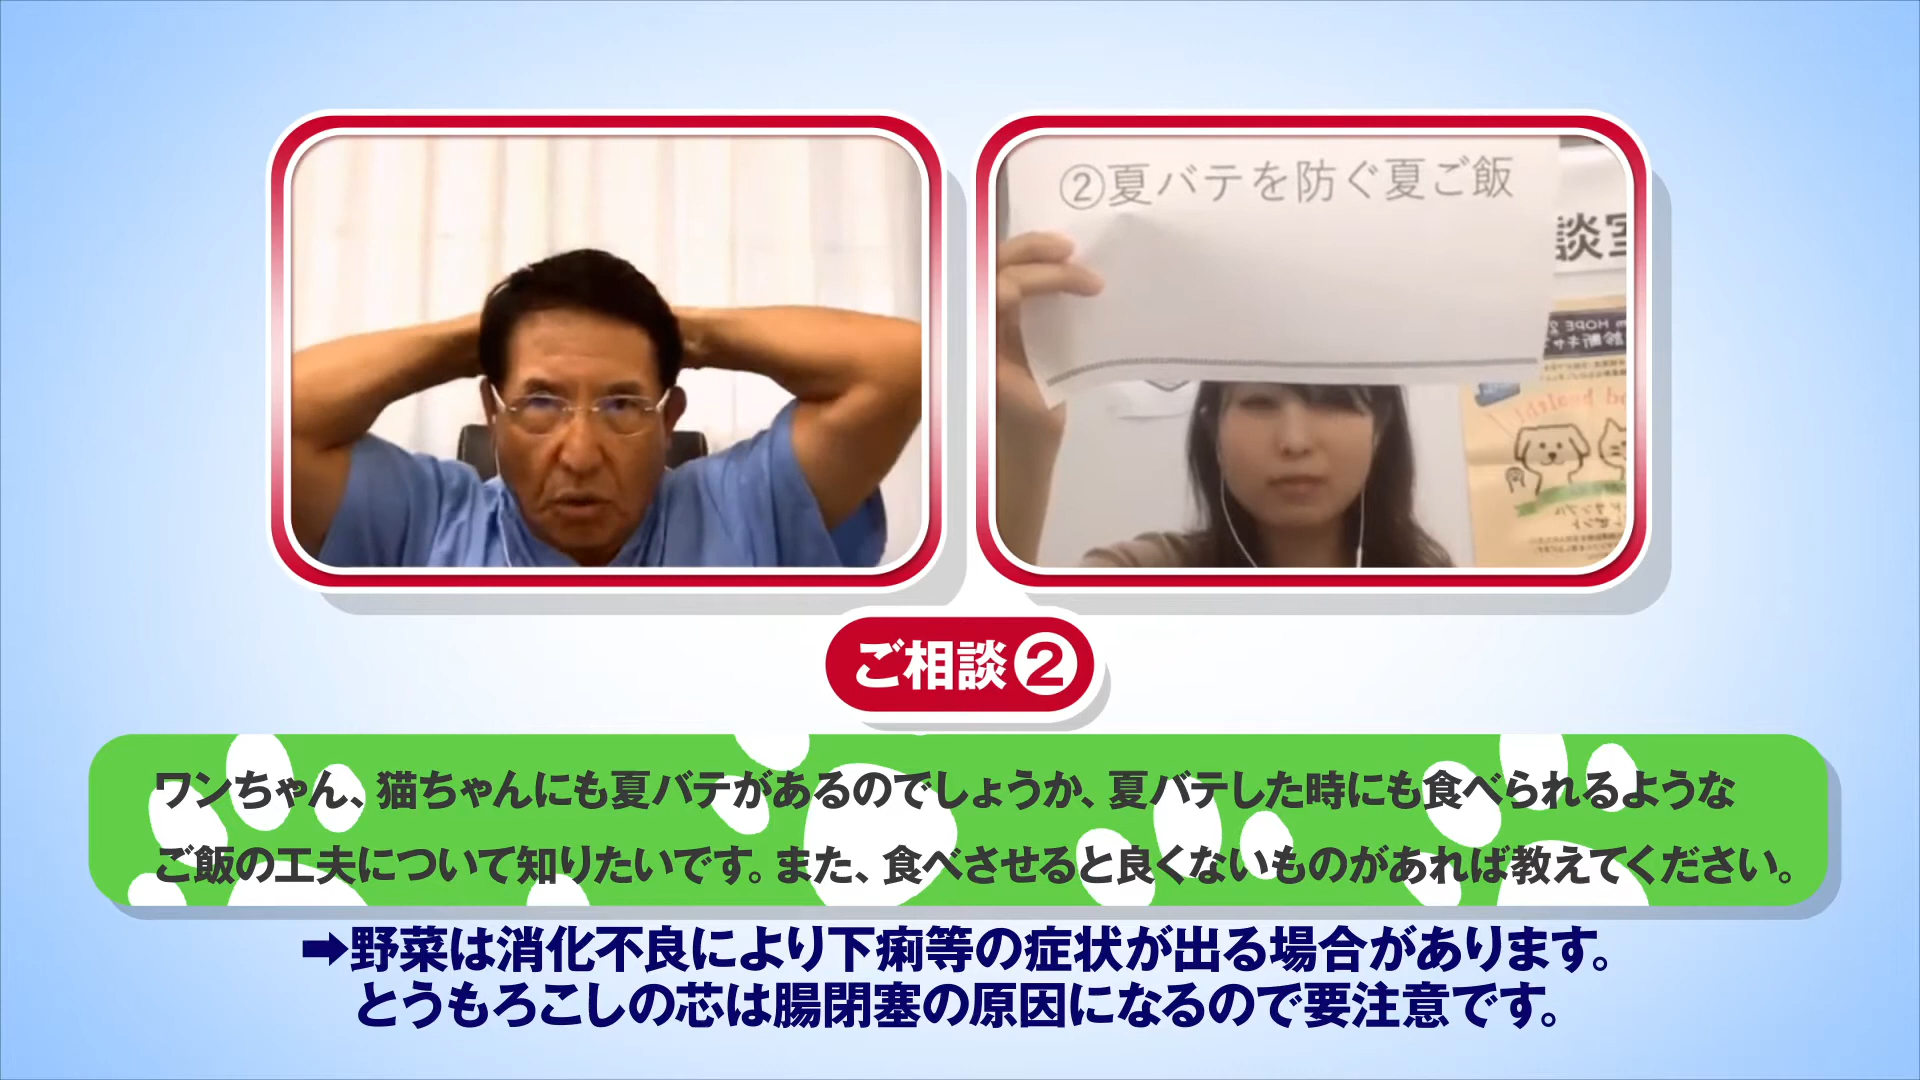 ②夏バテを防ぐ夏ご飯
談室
ご相談❷
ワンちゃん、猫ちゃんにも夏バテがあるのでしょうか、夏バテした時にも食べられるような
ご飯の工夫について知りたいです。また、食べさせると良くないものがあれば教えてください。
➡野菜は消化不良により下痢等の症状が出る場合があります。
とうもろこしの芯は腸閉塞の原因になるので要注意です。